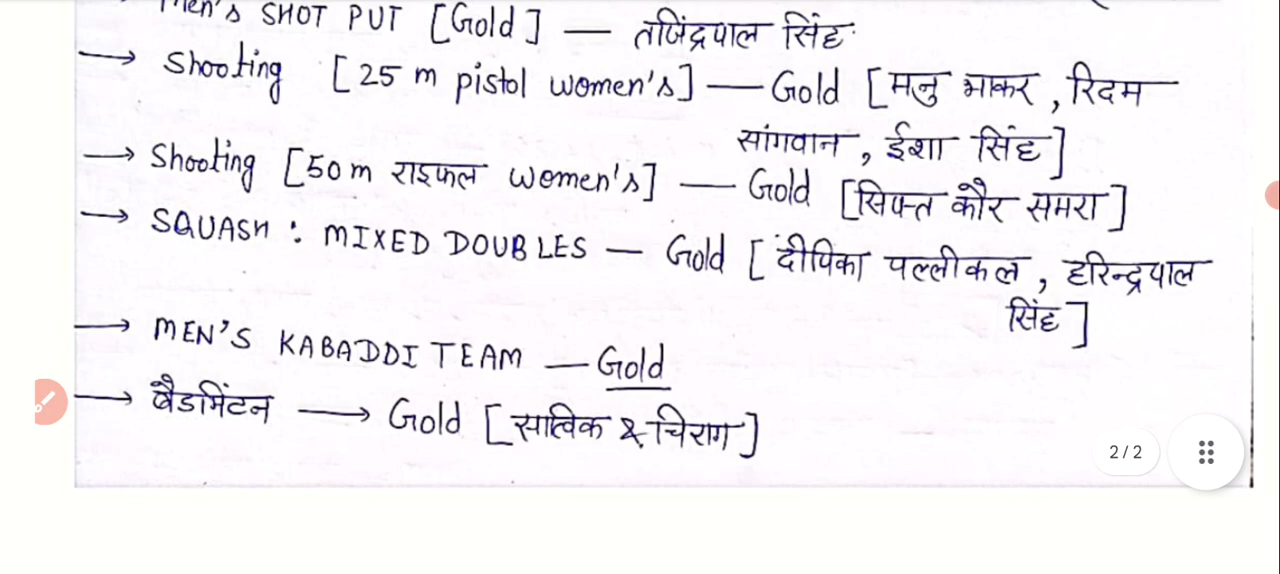 Men's SHOT PUT [Gold] — तजिंद्रपाल सिंह
→ Shooting [25 m pistol women's] — Gold [मनु भाकर, रिदम
सांगवान, ईशा सिंह]
→ Shooting [50 m राइफल women's] — Gold [सिफ्त कौर समरा]
→ SQUASH : MIXED DOUBLES — Gold [दीपिका पल्लीकल, हरिन्द्रपाल
सिंह]
→ MEN'S KABADDI TEAM — Gold
→ बैडमिंटन → Gold [सात्विक & चिराग]
2 / 2